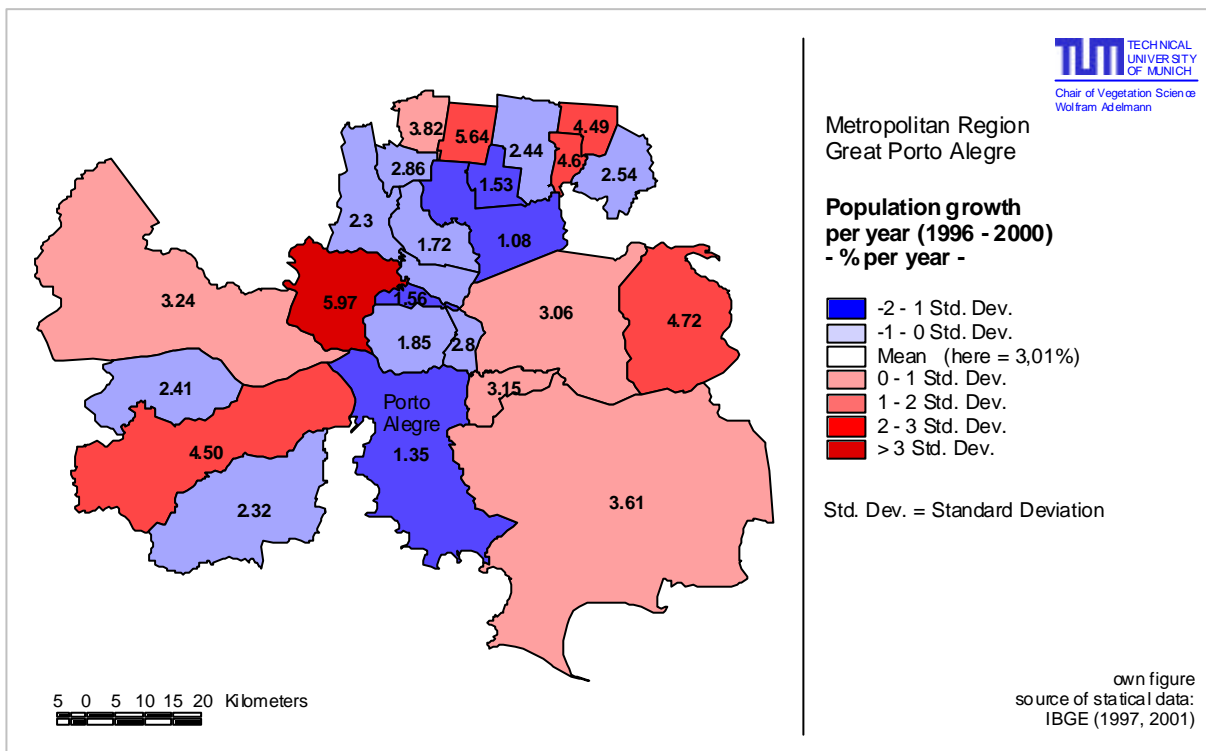 TUM
TECHNICAL
UNIVERSITY
OF MUNICH
Chair of Vegetation Science
Wolfram Adelmann
Metropolitan Region
Great Porto Alegre
Population growth
per year (1996 - 2000)
- % per year -
-2 - 1 Std. Dev.
-1 - 0 Std. Dev.
Mean (here = 3,01%)
0 - 1 Std. Dev.
1 - 2 Std. Dev.
2 - 3 Std. Dev.
> 3 Std. Dev.
Std. Dev. = Standard Deviation
3.82
5.64
4.49
2.44
4.6
2.86
2.54
1.53
2.3
1.72
1.08
3.24
5.97
1.56
3.06
4.72
1.85
2.8
2.41
3.15
Porto
Alegre
4.50
1.35
3.61
2.32
5 0 5 10 15 20 Kilometers
own figure
source of statical data:
IBGE (1997, 2001)